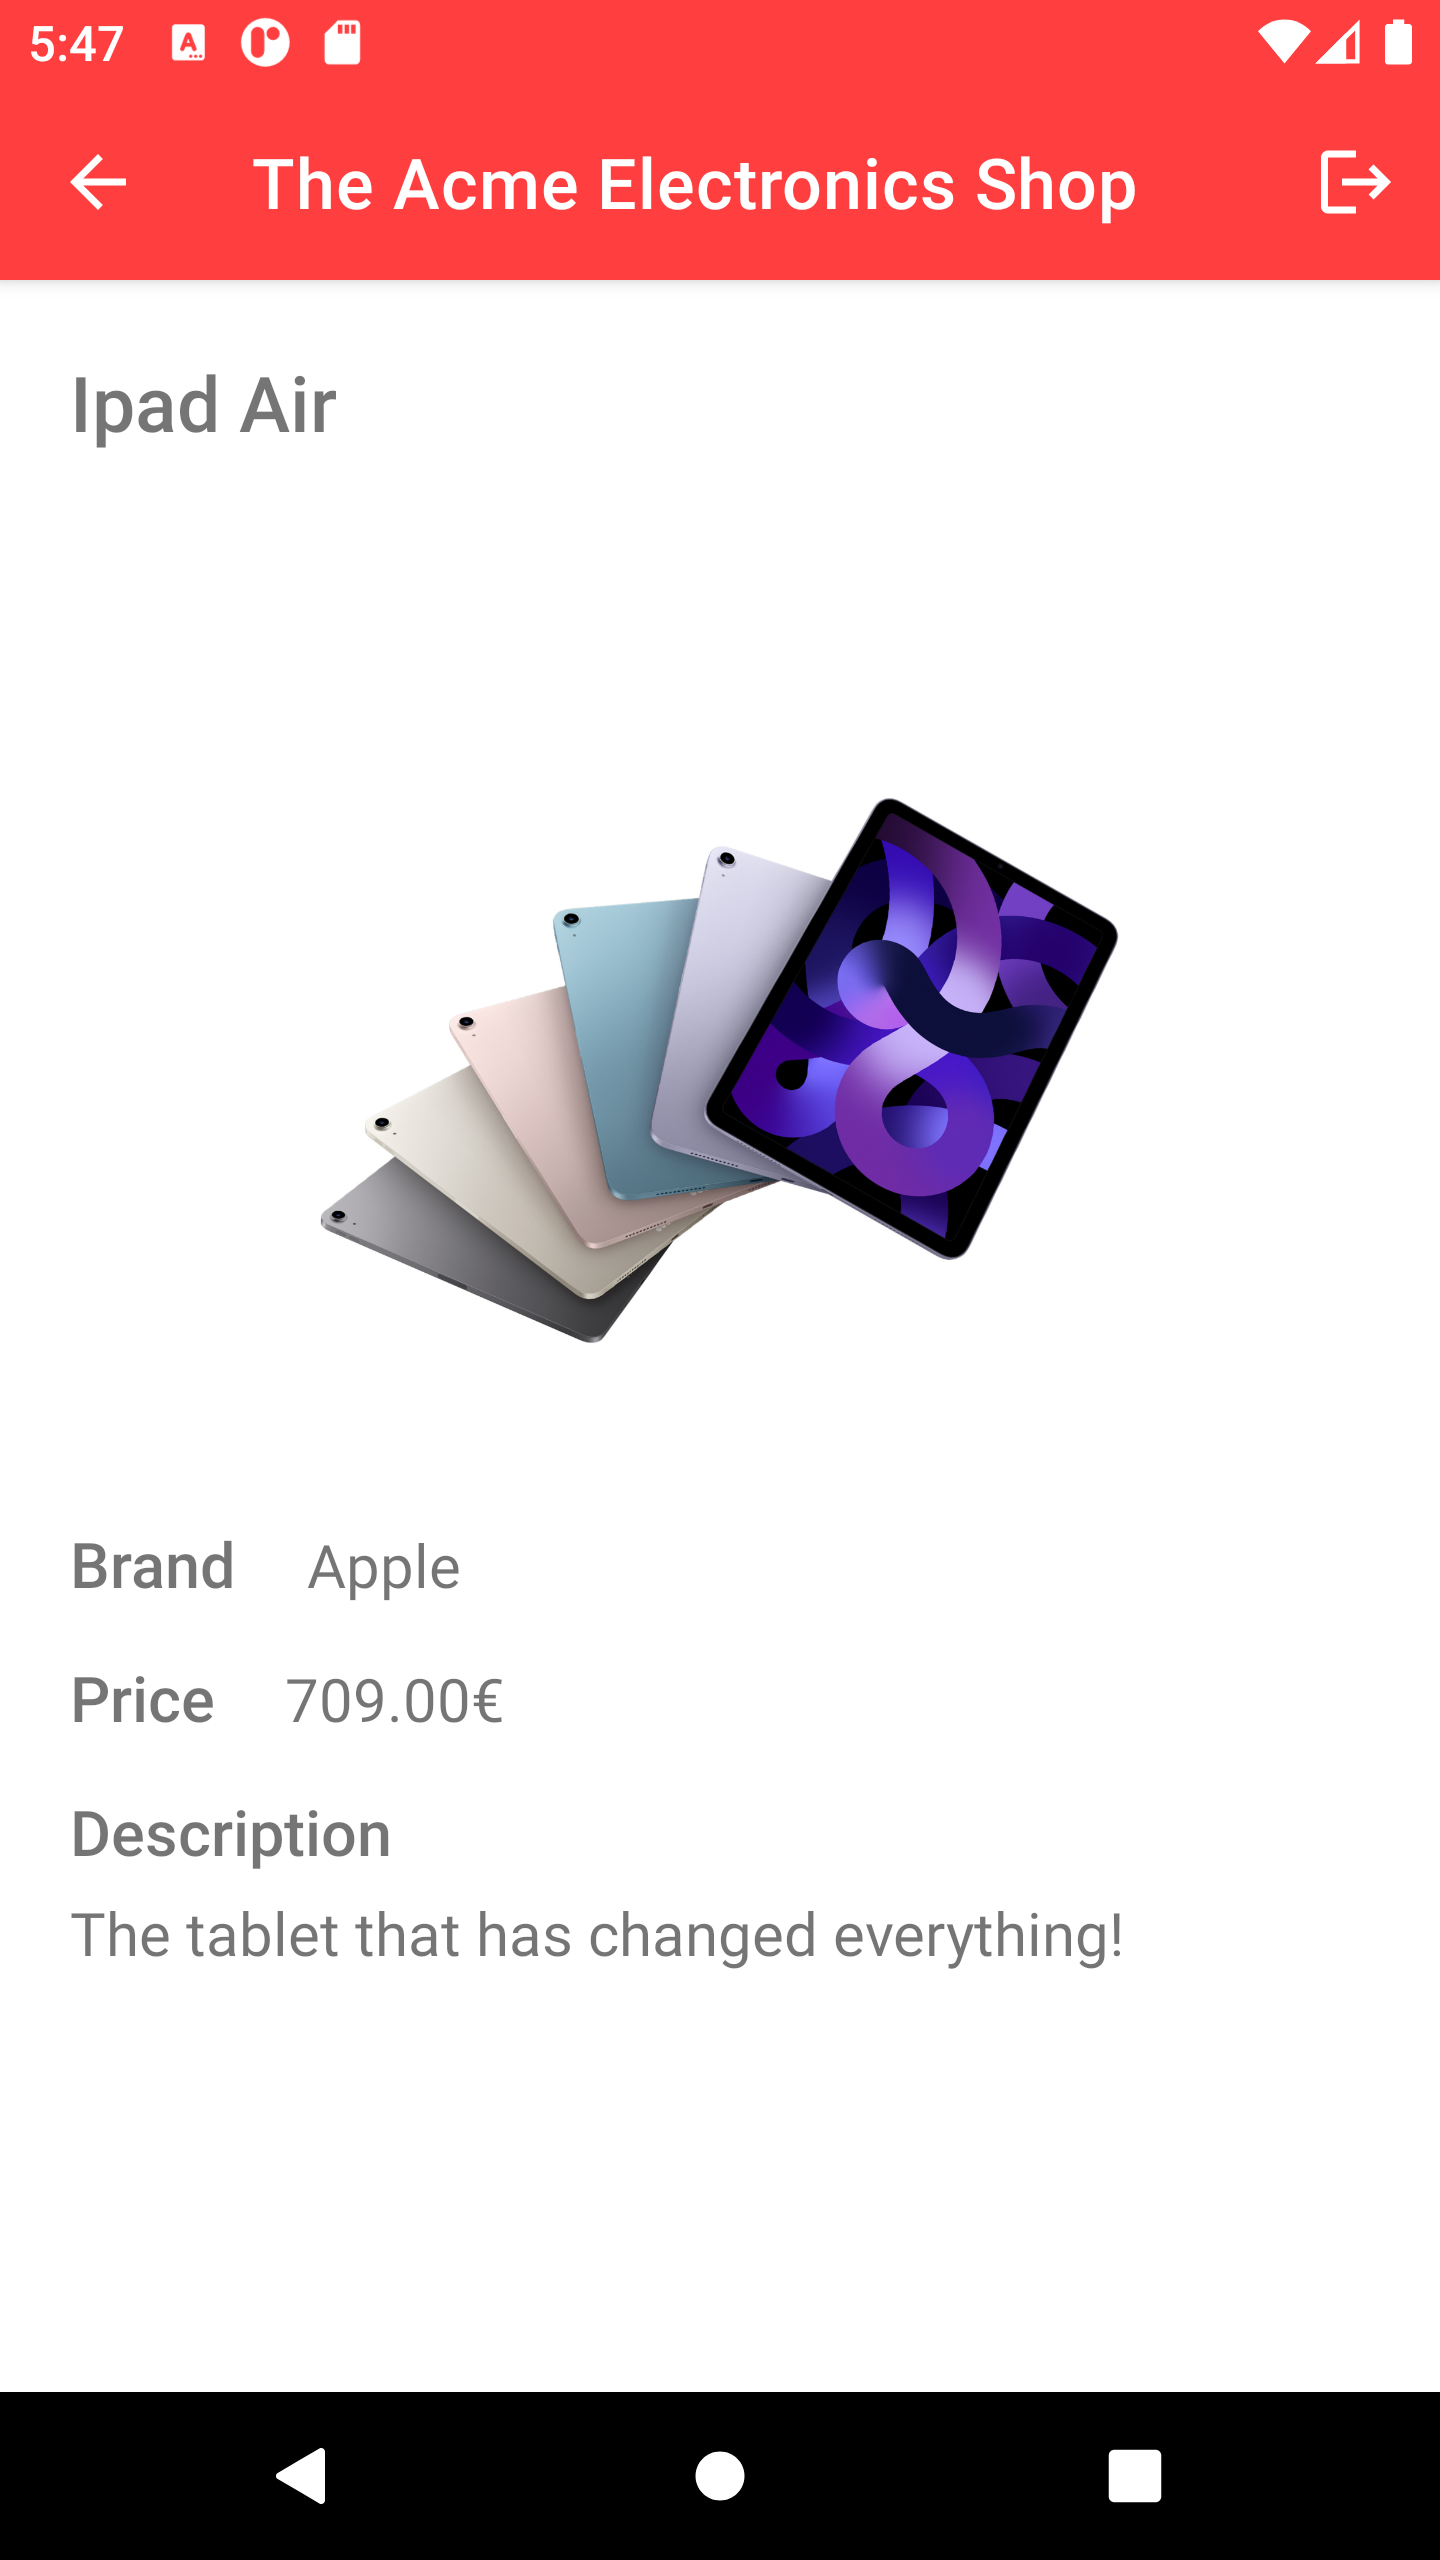 5:47
The Acme Electronics Shop
Ipad Air
Brand Apple
Price 709.00€
Description
The tablet that has changed everything!